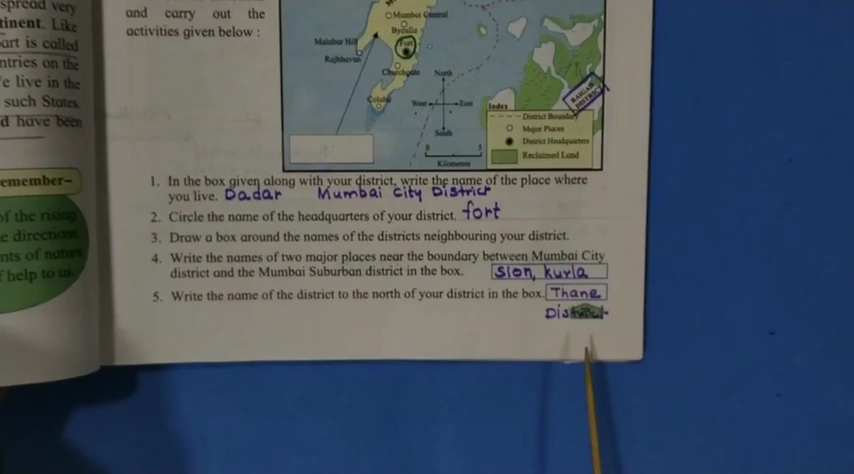 spread very
tinent. Like
art is called
ntries on the
e live in the
such States.
d have been
emember–
of the rising
e directions
nts of nature
f help to us.
and carry out the
activities given below :
Mumbai Central
Byculla
Malabar Hill
Fort
Rajbhavan
Churchgate
North
Colaba
West
East
South
0 5
Kilometres
RAIGAD DISTRICT
Index
District Boundary
Major Places
District Headquarters
Reclaimed Land
1. In the box given along with your district, write the name of the place where
you live. Dadar Mumbai City District
2. Circle the name of the headquarters of your district. fort
3. Draw a box around the names of the districts neighbouring your district.
4. Write the names of two major places near the boundary between Mumbai City
district and the Mumbai Suburban district in the box. Sion, kurla
5. Write the name of the district to the north of your district in the box. Thane